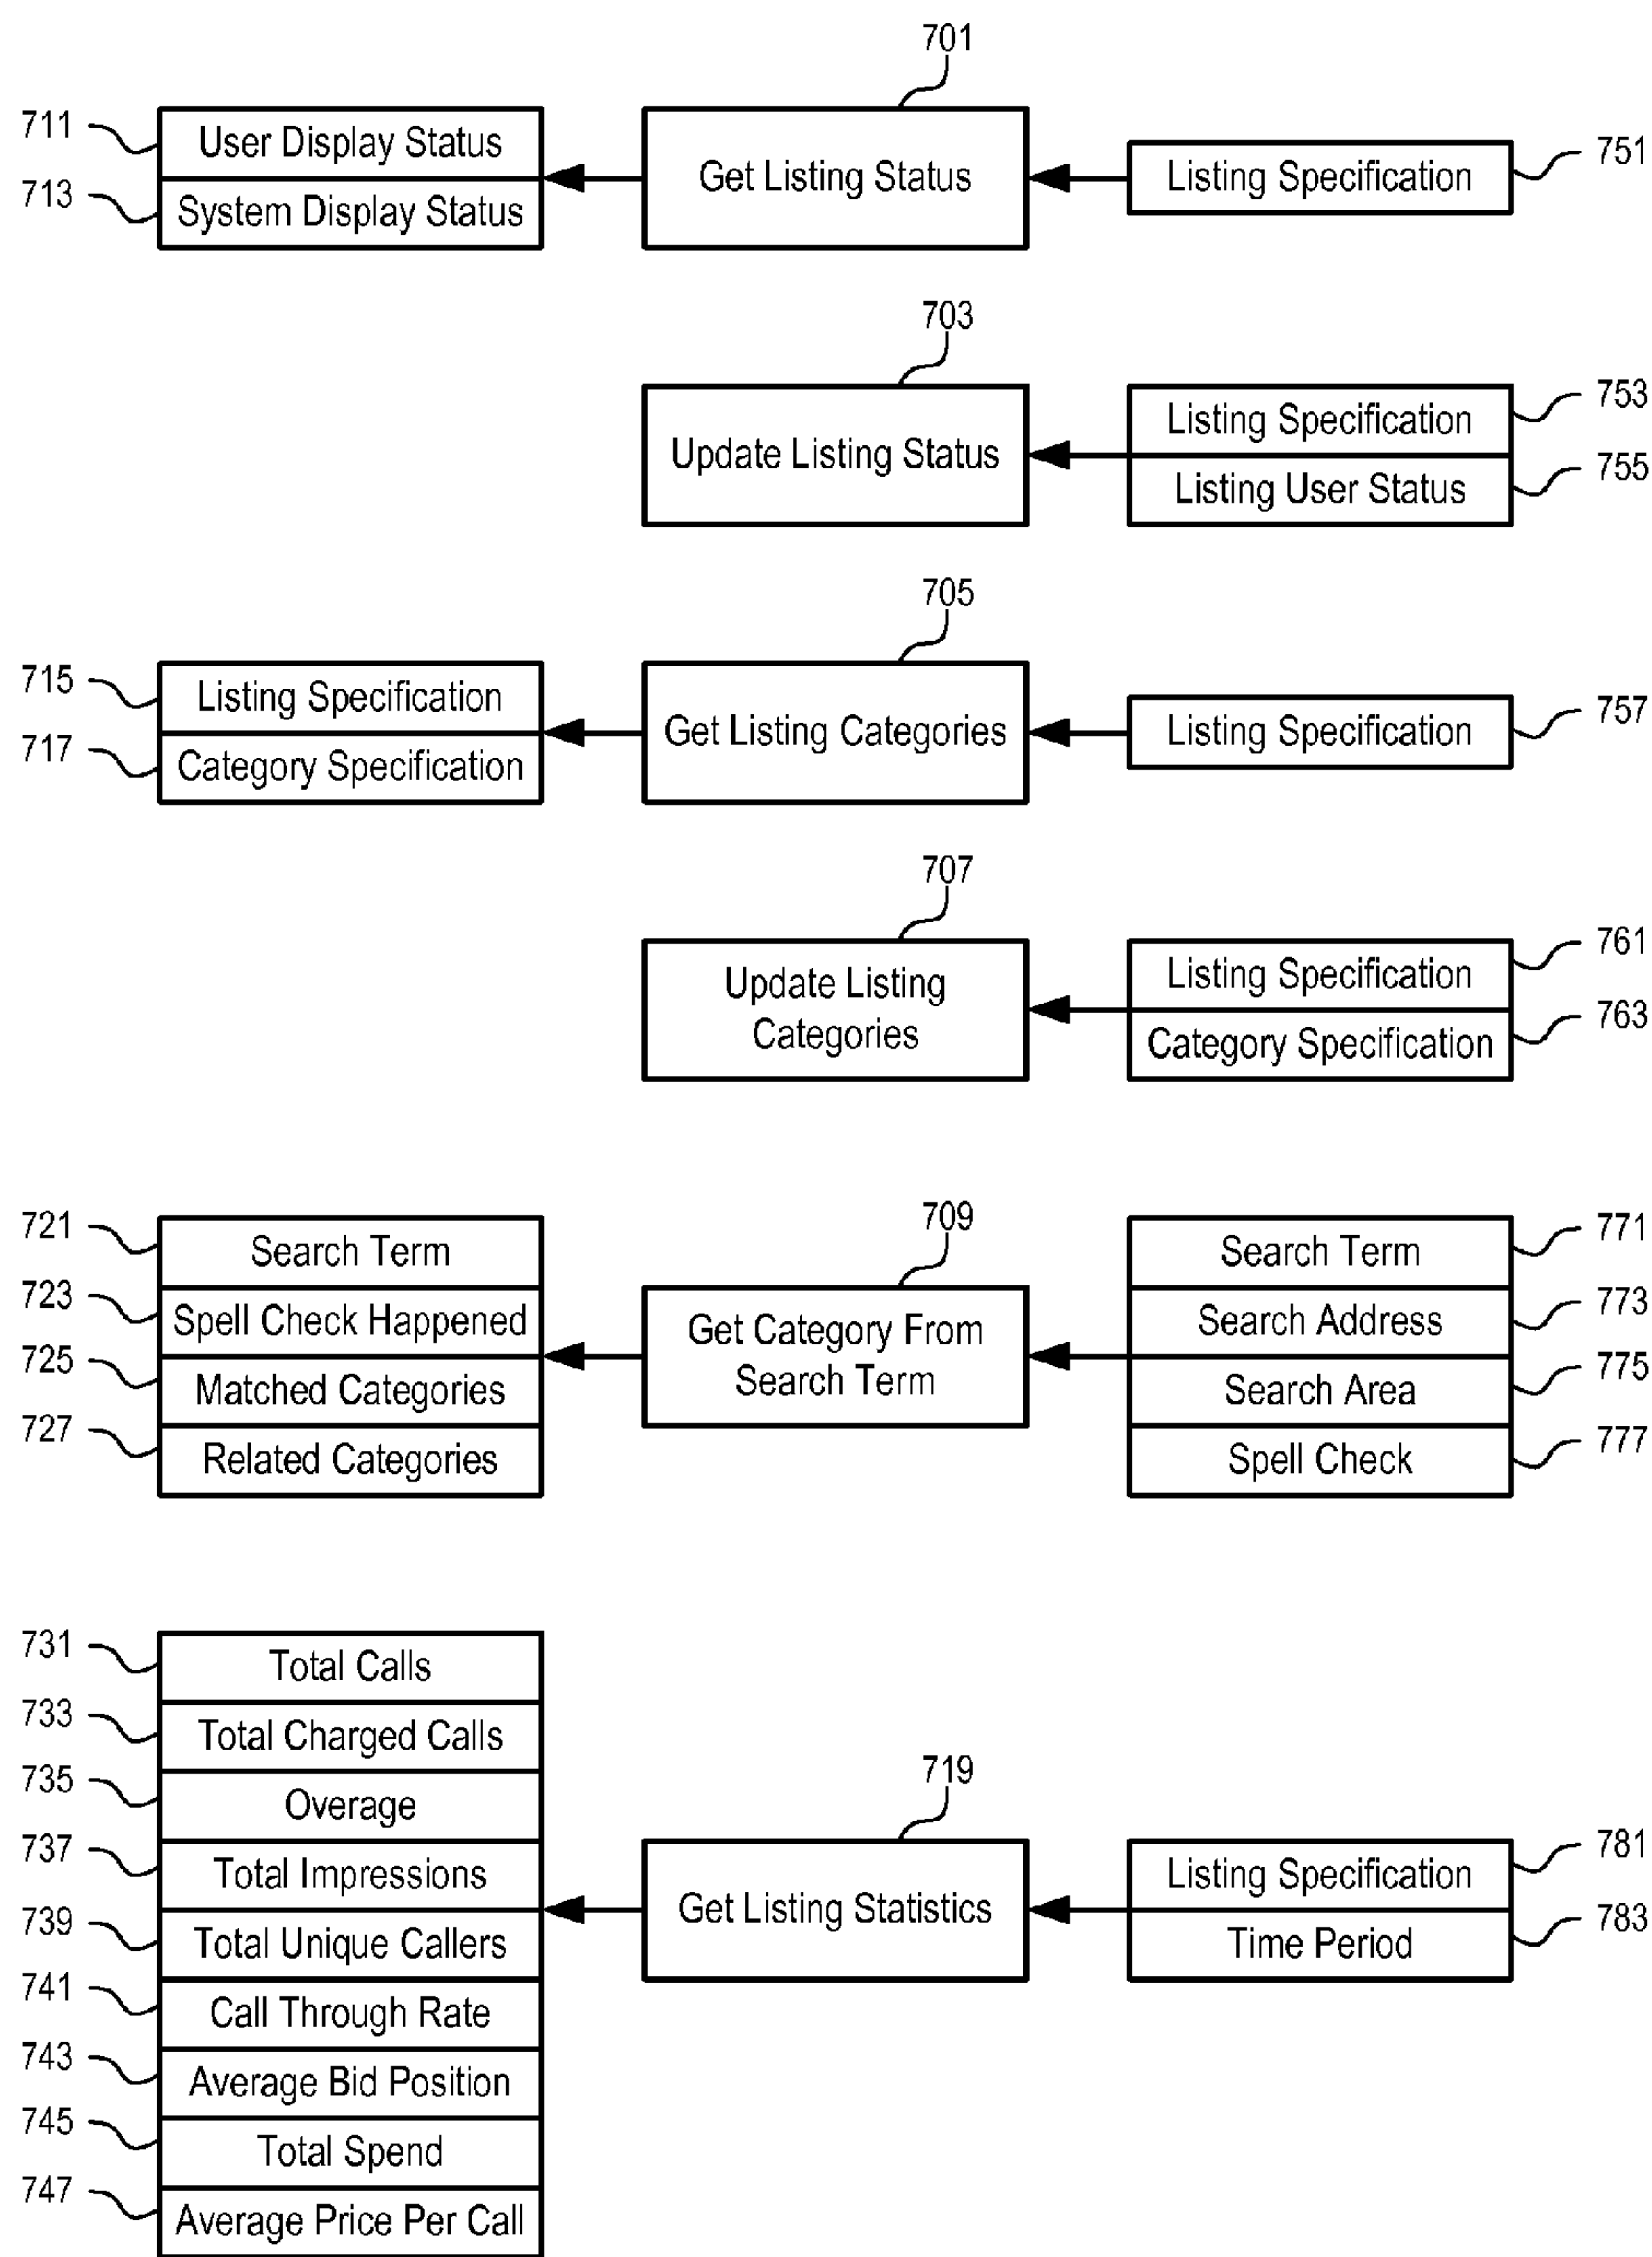 701
711
User Display Status
713
System Display Status
Get Listing Status
Listing Specification
751
703
Update Listing Status
Listing Specification
753
Listing User Status
755
705
715
Listing Specification
717
Category Specification
Get Listing Categories
Listing Specification
757
707
Update Listing
Categories
Listing Specification
761
Category Specification
763
709
721
Search Term
723
Spell Check Happened
725
Matched Categories
727
Related Categories
Get Category From
Search Term
Search Term
771
Search Address
773
Search Area
775
Spell Check
777
731
Total Calls
733
Total Charged Calls
735
Overage
737
Total Impressions
739
Total Unique Callers
741
Call Through Rate
743
Average Bid Position
745
Total Spend
747
Average Price Per Call
719
Get Listing Statistics
Listing Specification
781
Time Period
783